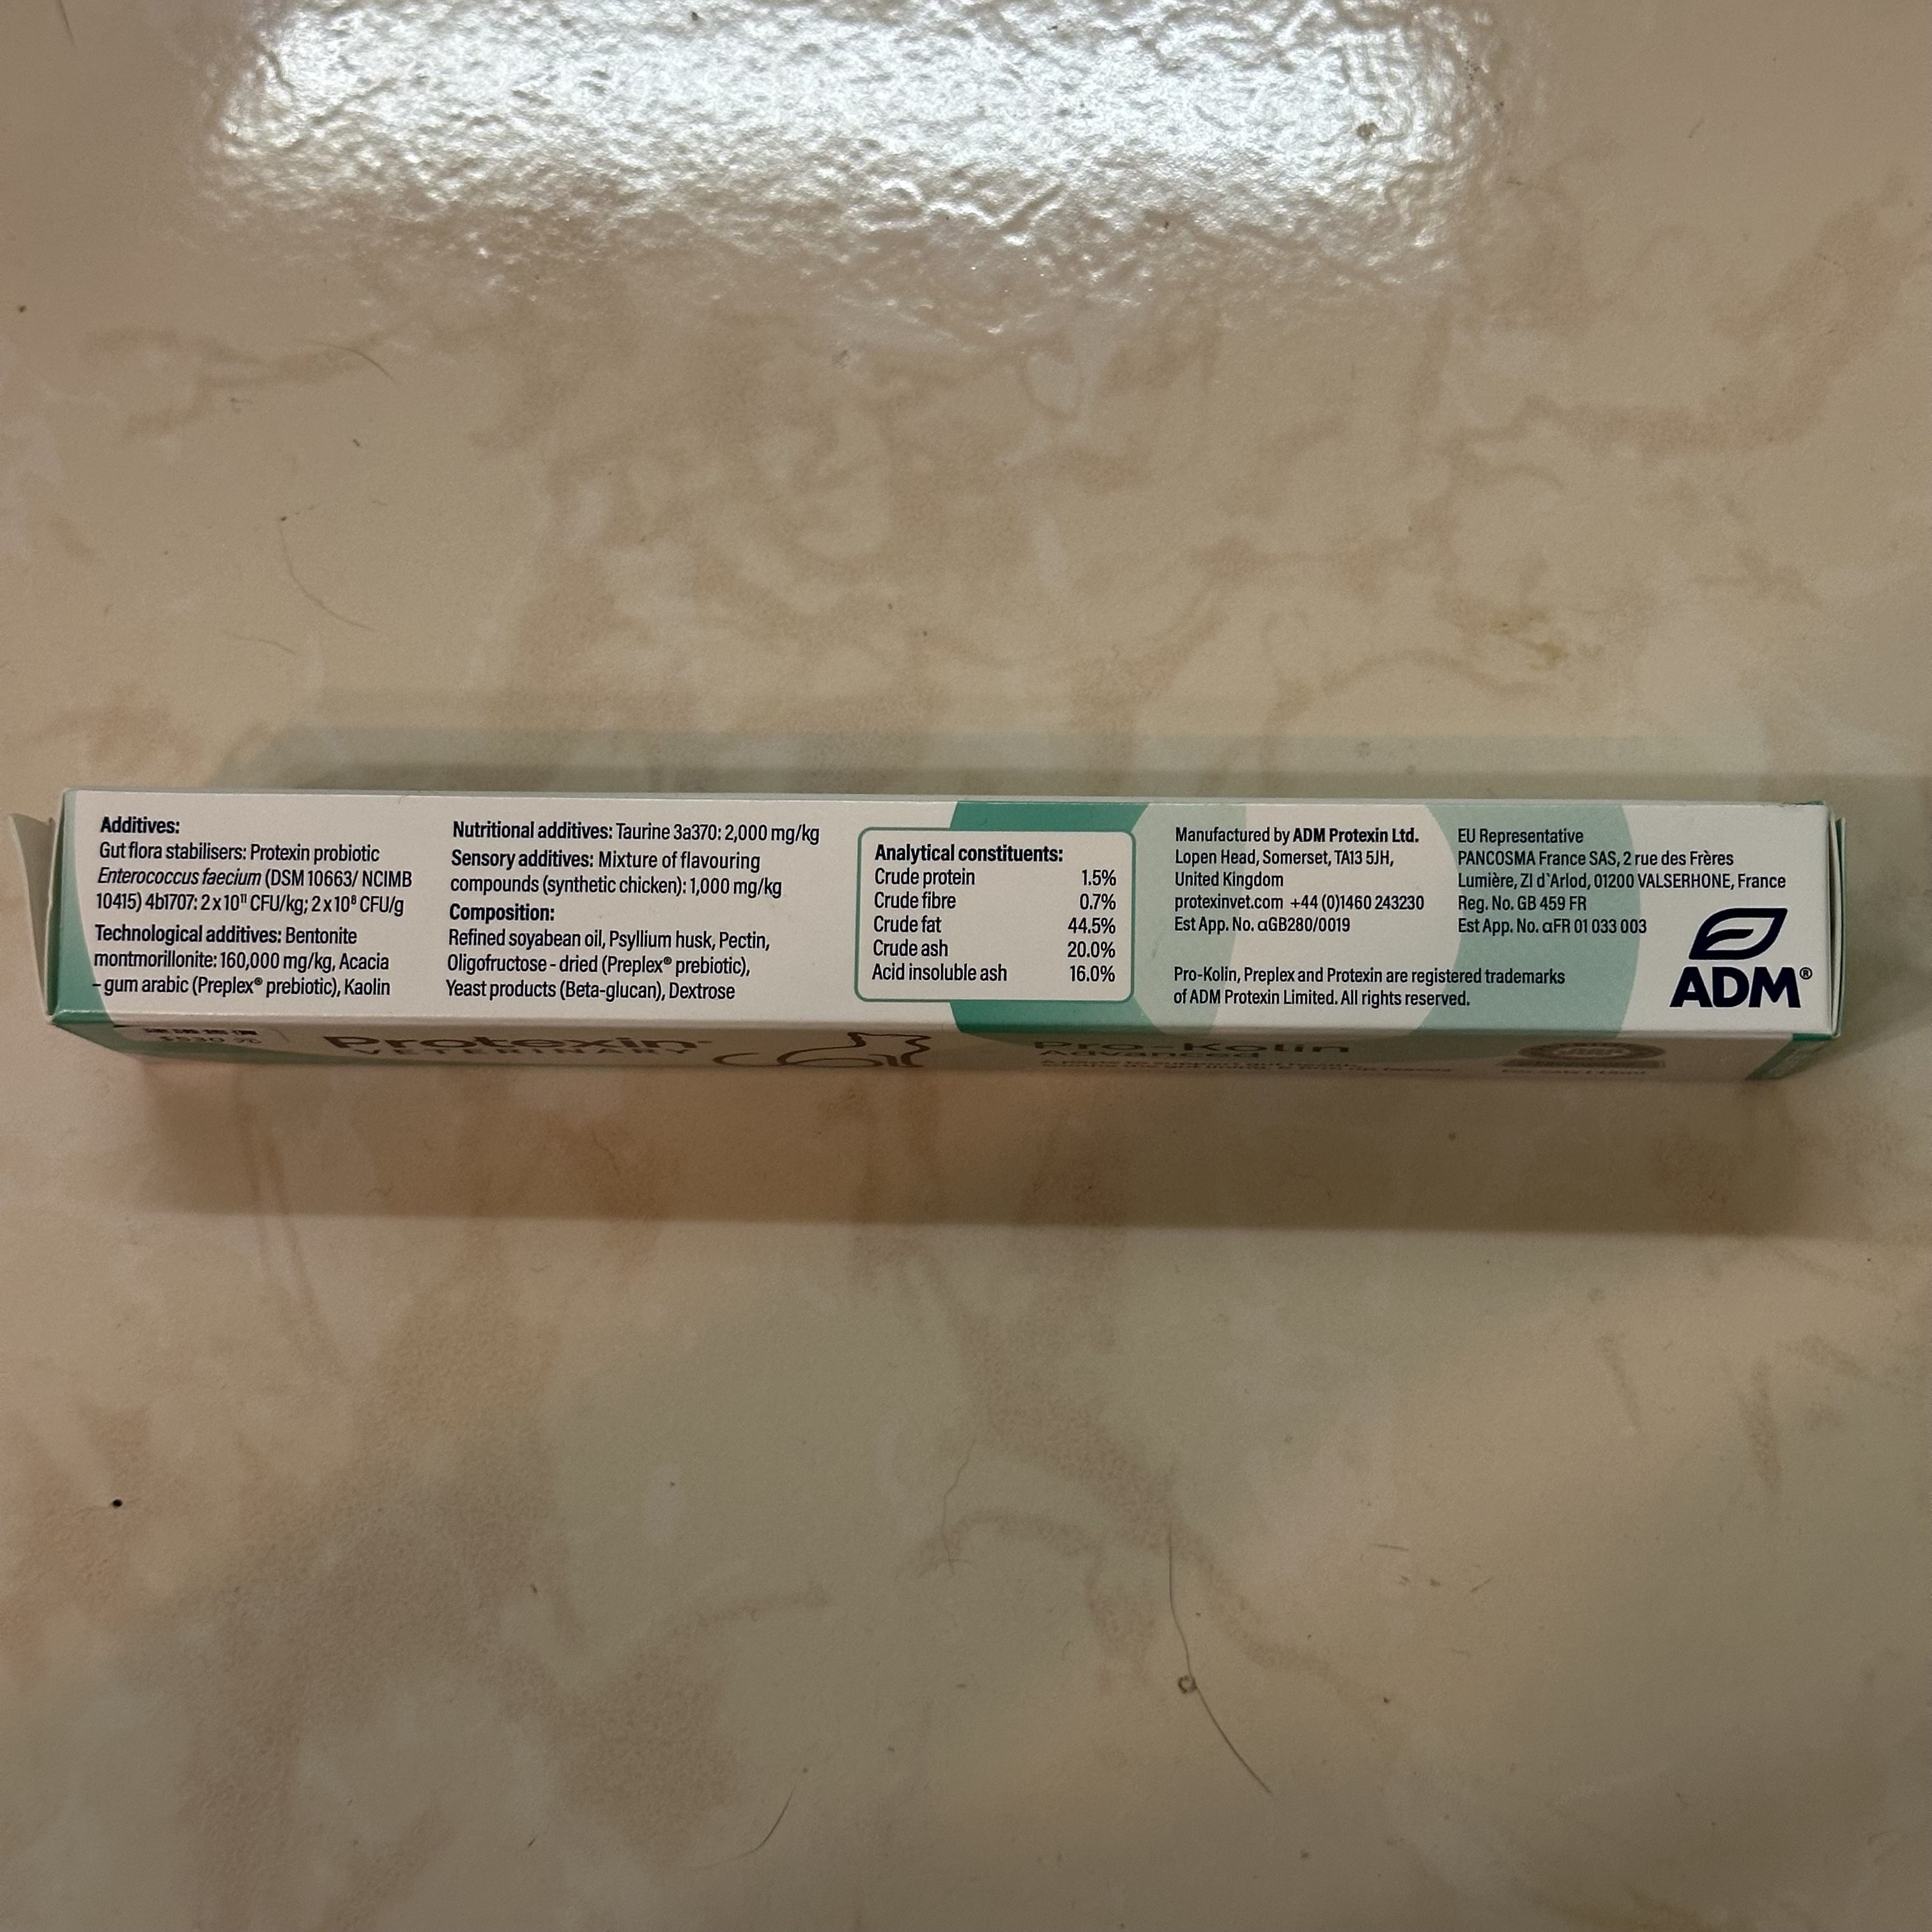 Additives:
Gut flora stabilisers: Protexin probiotic
Enterococcus faecium (DSM 10663/ NCIMB
10415) 4b1707: 2 x 10¹¹ CFU/kg; 2 x 10⁸ CFU/g
Technological additives: Bentonite
montmorillonite: 160,000 mg/kg, Acacia
– gum arabic (Preplex® prebiotic), Kaolin
Nutritional additives: Taurine 3a370: 2,000 mg/kg
Sensory additives: Mixture of flavouring
compounds (synthetic chicken): 1,000 mg/kg
Composition:
Refined soyabean oil, Psyllium husk, Pectin,
Oligofructose - dried (Preplex® prebiotic),
Yeast products (Beta-glucan), Dextrose
Analytical constituents:
Crude protein 1.5%
Crude fibre 0.7%
Crude fat 44.5%
Crude ash 20.0%
Acid insoluble ash 16.0%
Manufactured by ADM Protexin Ltd.
Lopen Head, Somerset, TA13 5JH,
United Kingdom
protexinvet.com +44 (0)1460 243230
Est App. No. αGB280/0019
EU Representative
PANCOSMA France SAS, 2 rue des Frères
Lumière, ZI d`Arlod, 01200 VALSERHONE, France
Reg. No. GB 459 FR
Est App. No. αFR 01 033 003
Pro-Kolin, Preplex and Protexin are registered trademarks
of ADM Protexin Limited. All rights reserved.
ADM®
Protexin
VETERINARY
Pro-Kolin
Advanced